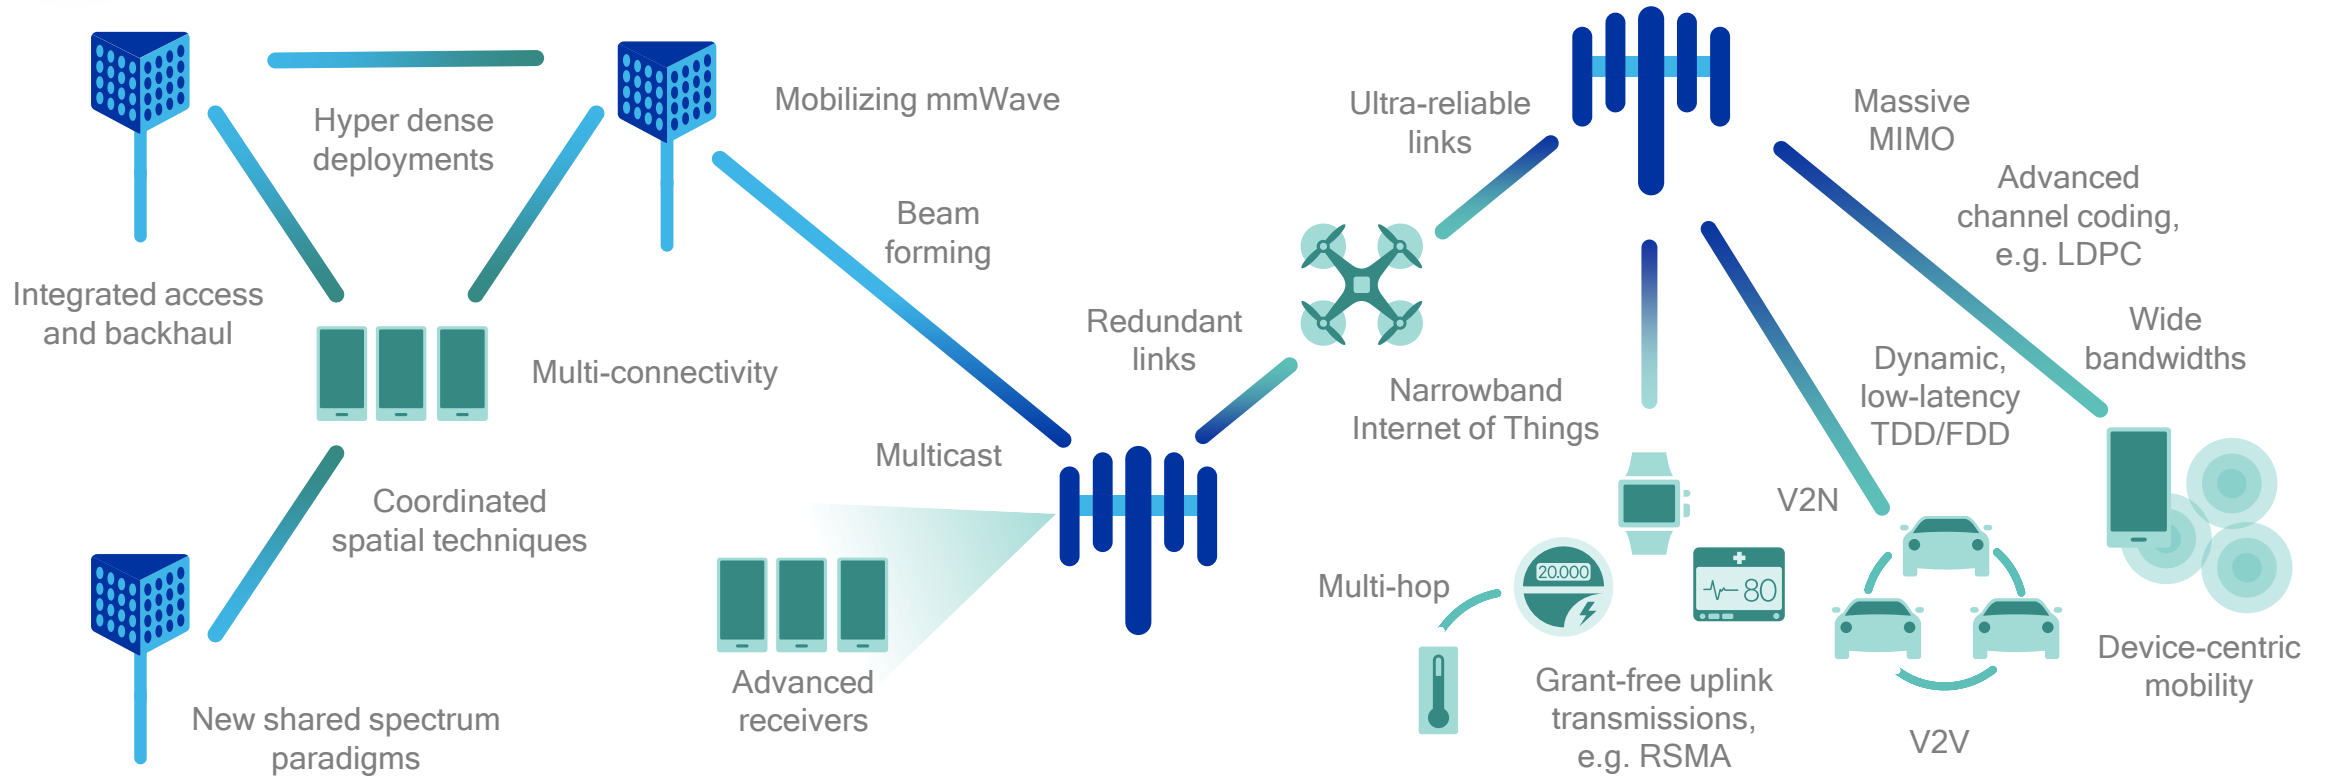 Hyper dense
deployments
Mobilizing mmWave
Integrated access
and backhaul
Beam
forming
Multi-connectivity
Coordinated
spatial techniques
New shared spectrum
paradigms
Multicast
Advanced
receivers
Redundant
links
Ultra-reliable
links
Massive
MIMO
Advanced
channel coding,
e.g. LDPC
Wide
bandwidths
Dynamic,
low-latency
TDD/FDD
Narrowband
Internet of Things
V2N
Multi-hop
20.000
80
Grant-free uplink
transmissions,
e.g. RSMA
V2V
Device-centric
mobility